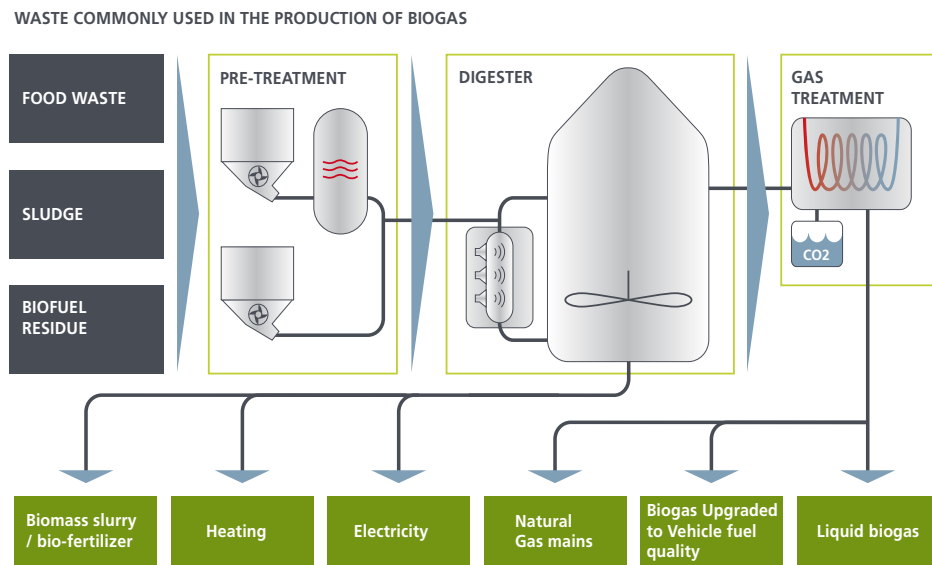 WASTE COMMONLY USED IN THE PRODUCTION OF BIOGAS
FOOD WASTE
SLUDGE
BIOFUEL
RESIDUE
PRE-TREATMENT
DIGESTER
GAS
TREATMENT
CO2
Biomass slurry
/ bio-fertilizer
Heating
Electricity
Natural
Gas mains
Biogas Upgraded
to Vehicle fuel
quality
Liquid biogas